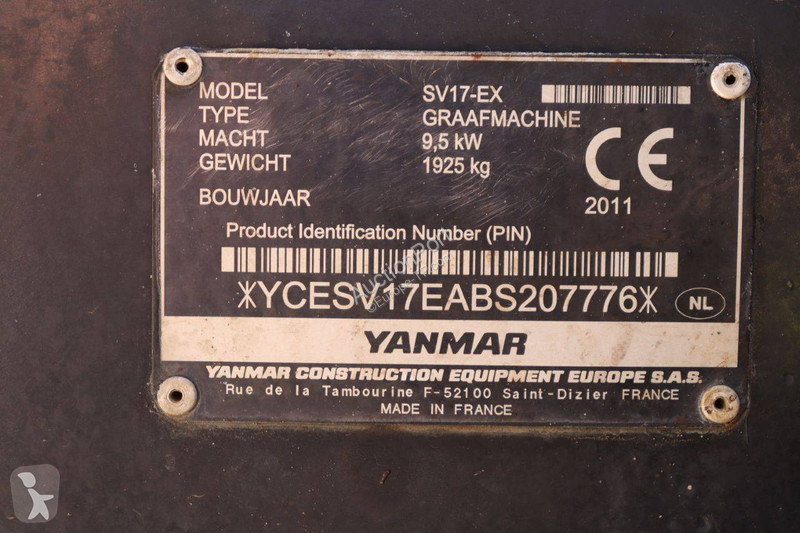 MODEL SV17-EX
TYPE GRAAFMACHINE
MACHT 9,5 kW
GEWICHT 1925 kg
CE
BOUWJAAR 2011
Product Identification Number (PIN)
*YCESV17EABS207776*
NL
YANMAR
YANMAR CONSTRUCTION EQUIPMENT EUROPE S.A.S.
Rue de la Tambourine F-52100 Saint-Dizier FRANCE
MADE IN FRANCE